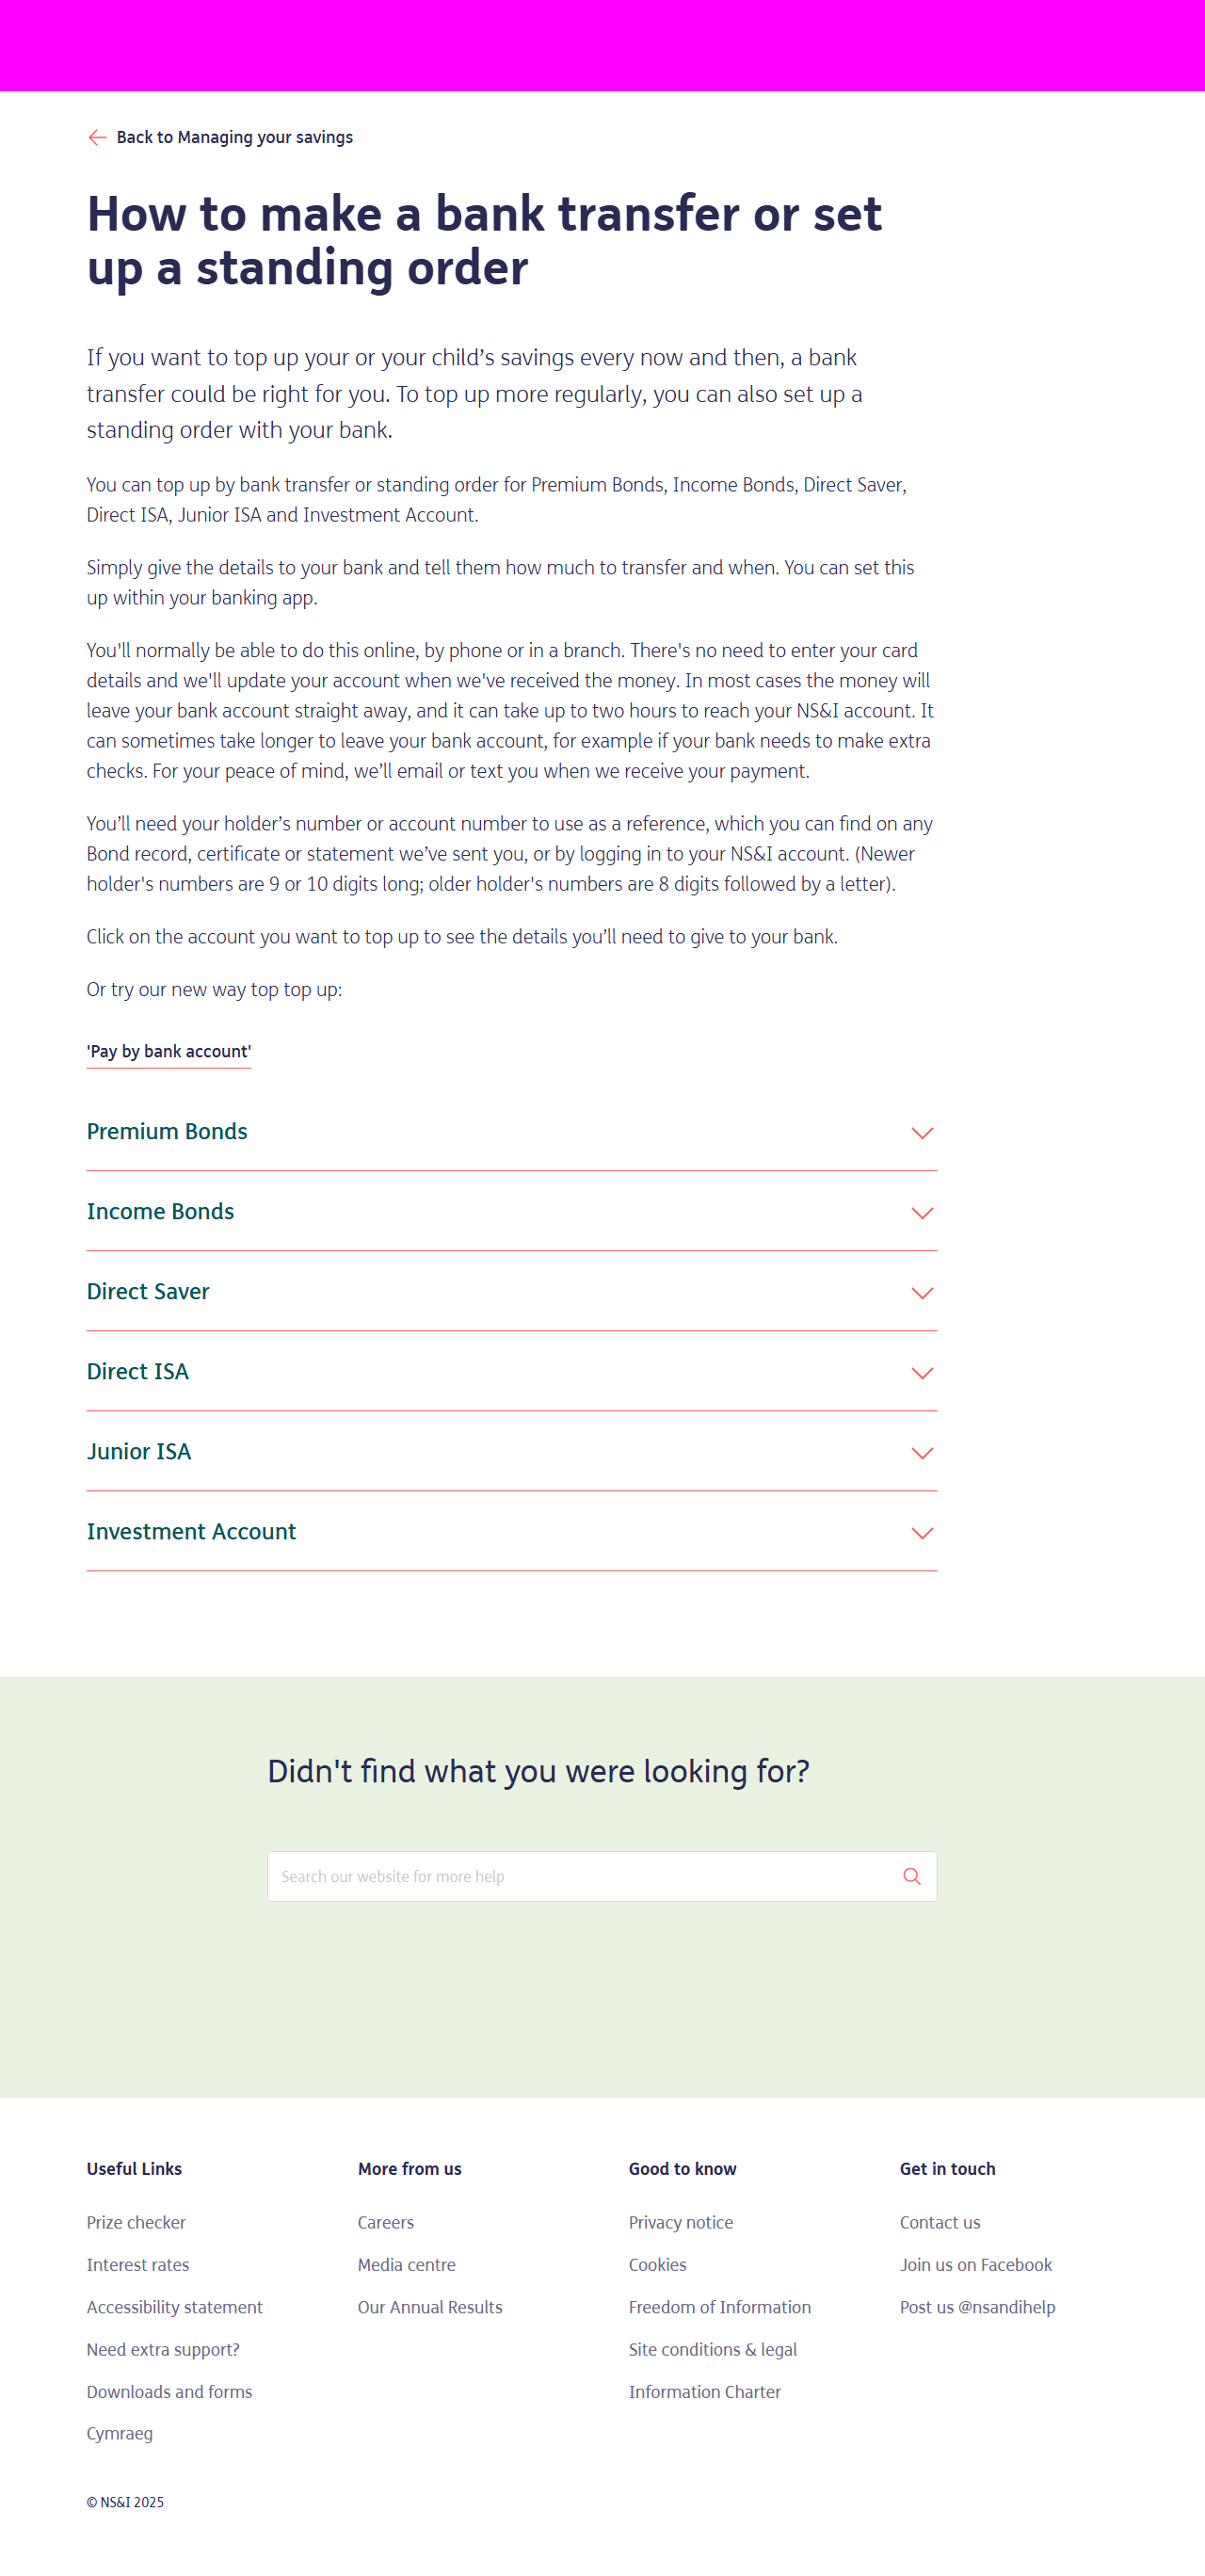 Back to Managing your savings
How to make a bank transfer or set
up a standing order
If you want to top up your or your child’s savings every now and then, a bank
transfer could be right for you. To top up more regularly, you can also set up a
standing order with your bank.
You can top up by bank transfer or standing order for Premium Bonds, Income Bonds, Direct Saver,
Direct ISA, Junior ISA and Investment Account.
Simply give the details to your bank and tell them how much to transfer and when. You can set this
up within your banking app.
You'll normally be able to do this online, by phone or in a branch. There's no need to enter your card
details and we'll update your account when we've received the money. In most cases the money will
leave your bank account straight away, and it can take up to two hours to reach your NS&I account. It
can sometimes take longer to leave your bank account, for example if your bank needs to make extra
checks. For your peace of mind, we’ll email or text you when we receive your payment.
You’ll need your holder’s number or account number to use as a reference, which you can find on any
Bond record, certificate or statement we’ve sent you, or by logging in to your NS&I account. (Newer
holder's numbers are 9 or 10 digits long; older holder's numbers are 8 digits followed by a letter).
Click on the account you want to top up to see the details you’ll need to give to your bank.
Or try our new way top top up:
'Pay by bank account'
Premium Bonds
Income Bonds
Direct Saver
Direct ISA
Junior ISA
Investment Account
Didn't find what you were looking for?
Search our website for more help
Useful Links
Prize checker
Interest rates
Accessibility statement
Need extra support?
Downloads and forms
Cymraeg
More from us
Careers
Media centre
Our Annual Results
Good to know
Privacy notice
Cookies
Freedom of Information
Site conditions & legal
Information Charter
Get in touch
Contact us
Join us on Facebook
Post us @nsandihelp
© NS&I 2025